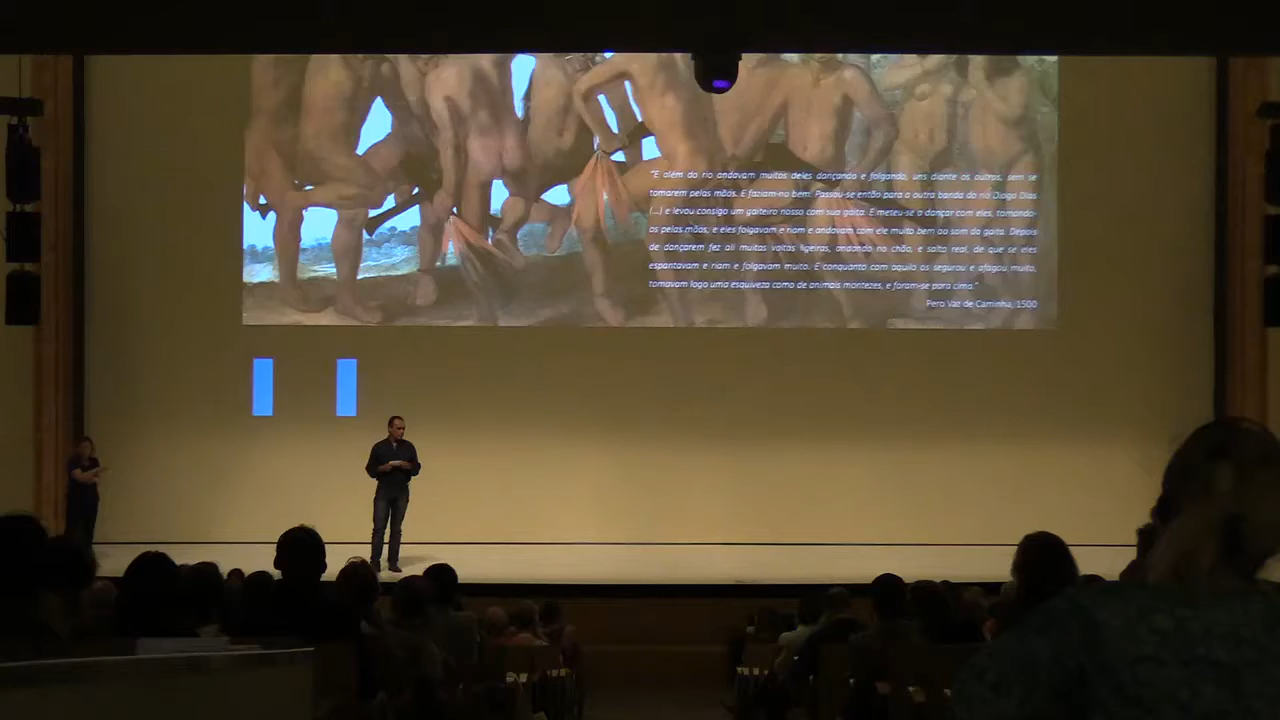 "E além do rio andavam muitos deles dançando e folgando, uns diante os outros, sem se
tomarem pelas mãos. E faziam-no bem. Passou-se então para a outra banda do rio Diogo Dias
(...) e levou consigo um gaiteiro nosso com sua gaita. E meteu-se a dançar com eles, tomando-
os pelas mãos; e eles folgavam e riam e andavam com ele muito bem ao som da gaita. Depois
de dançarem fez ali muitas voltas ligeiras, andando no chão, e salto real, de que se eles
espantavam e riam e folgavam muito. E conquanto com aquilo os segurou e afagou muito,
tomavam logo uma esquiveza como de animais montezes, e foram-se para cima."
Pero Vaz de Caminha, 1500